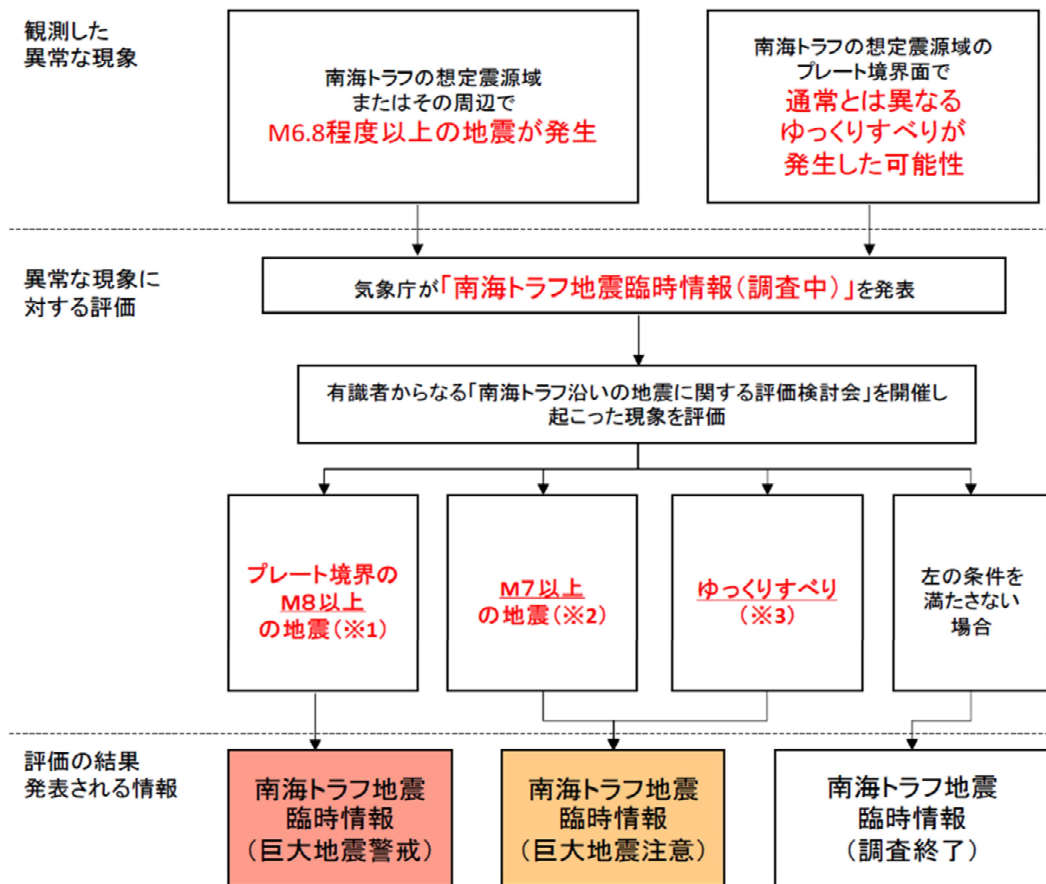 観測した
異常な現象
南海トラフの想定震源域
またはその周辺で
M6.8程度以上の地震が発生
南海トラフの想定震源域の
プレート境界面で
通常とは異なる
ゆっくりすべりが
発生した可能性
異常な現象に
対する評価
気象庁が「南海トラフ地震臨時情報(調査中)」を発表
有識者からなる「南海トラフ沿いの地震に関する評価検討会」を開催し
起こった現象を評価
プレート境界の
M8以上
の地震(※1)
M7以上
の地震(※2)
ゆっくりすべり
(※3)
左の条件を
満たさない
場合
評価の結果
発表される情報
南海トラフ地震
臨時情報
(巨大地震警戒)
南海トラフ地震
臨時情報
(巨大地震注意)
南海トラフ地震
臨時情報
(調査終了)